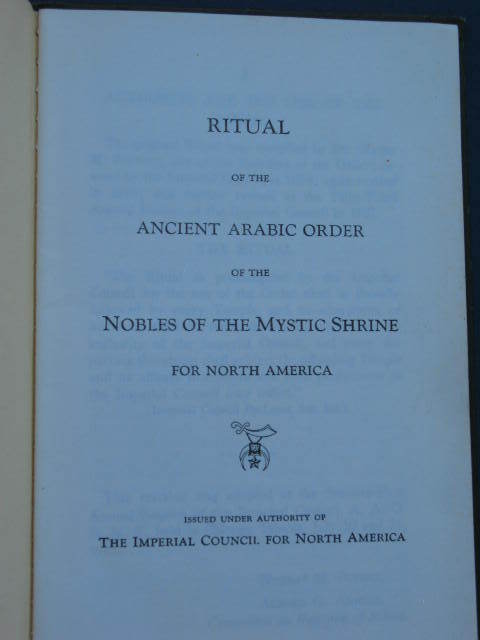 RITUAL
OF THE
ANCIENT ARABIC ORDER
OF THE
NOBLES OF THE MYSTIC SHRINE
FOR NORTH AMERICA
ISSUED UNDER AUTHORITY OF
THE IMPERIAL COUNCIL FOR NORTH AMERICA